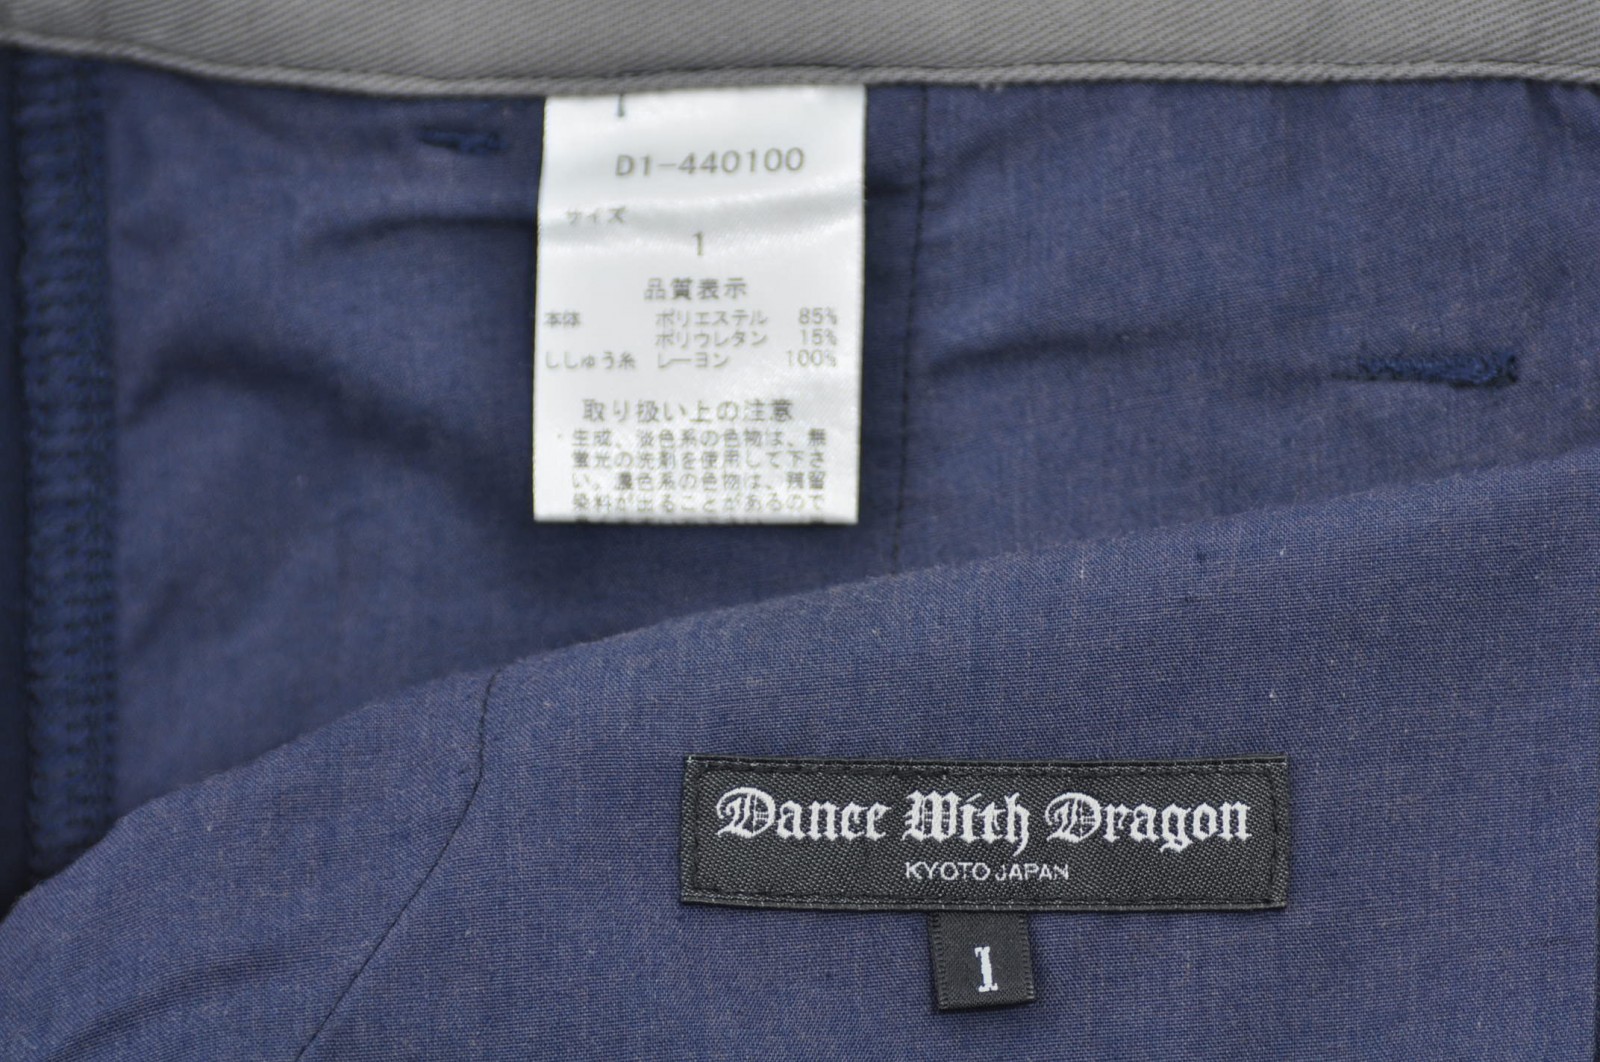 D1-440100
サイズ
1
品質表示
本体 ポリエステル 85%
ポリウレタン 15%
ししゅう糸 レーヨン 100%
取り扱い上の注意
・生成、淡色系の色物は、無
蛍光の洗剤を使用して下さ
い。濃色系の色物は、残留
染料が出ることがあるので
Dance With Dragon
KYOTO JAPAN
1